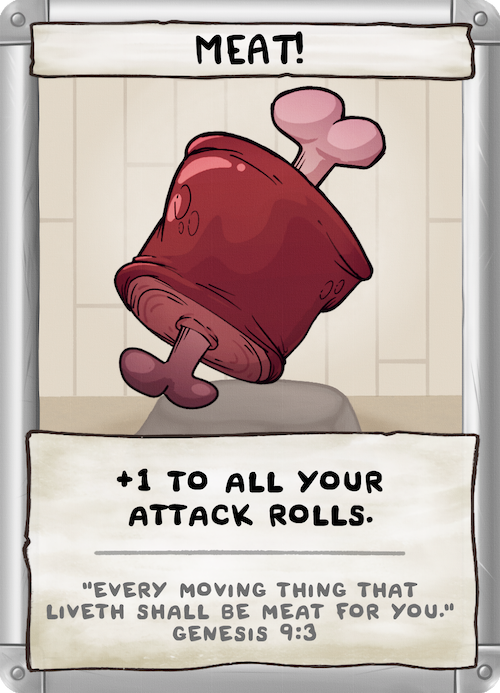 MEAT!
+1 TO ALL YOUR
ATTACK ROLLS.
"EVERY MOVING THING THAT
LIVETH SHALL BE MEAT FOR YOU."
GENESIS 9:3